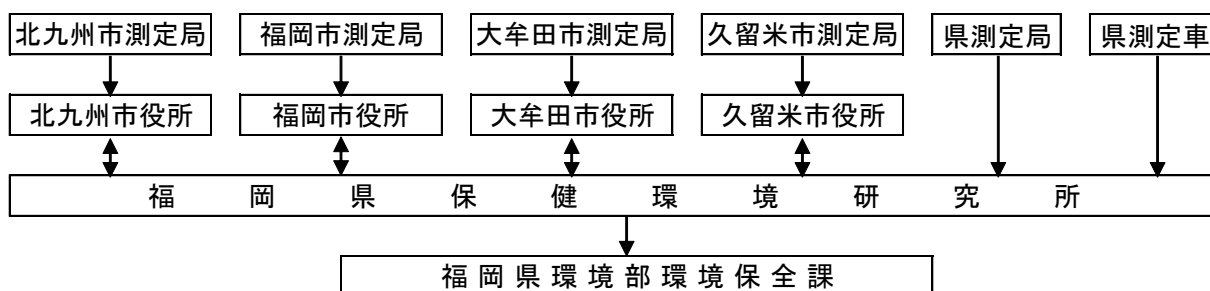 北九州市測定局 福岡市測定局 大牟田市測定局 久留米市測定局 県測定局 県測定車
北九州市役所 福岡市役所 大牟田市役所 久留米市役所
福岡県保健環境研究所
福岡県環境部環境保全課